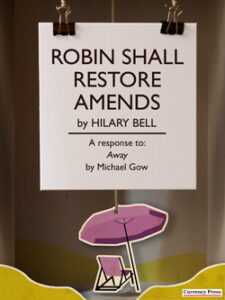 ROBIN SHALL
RESTORE
AMENDS
by HILARY BELL
A response to:
Away
by Michael Gow
Currency Press